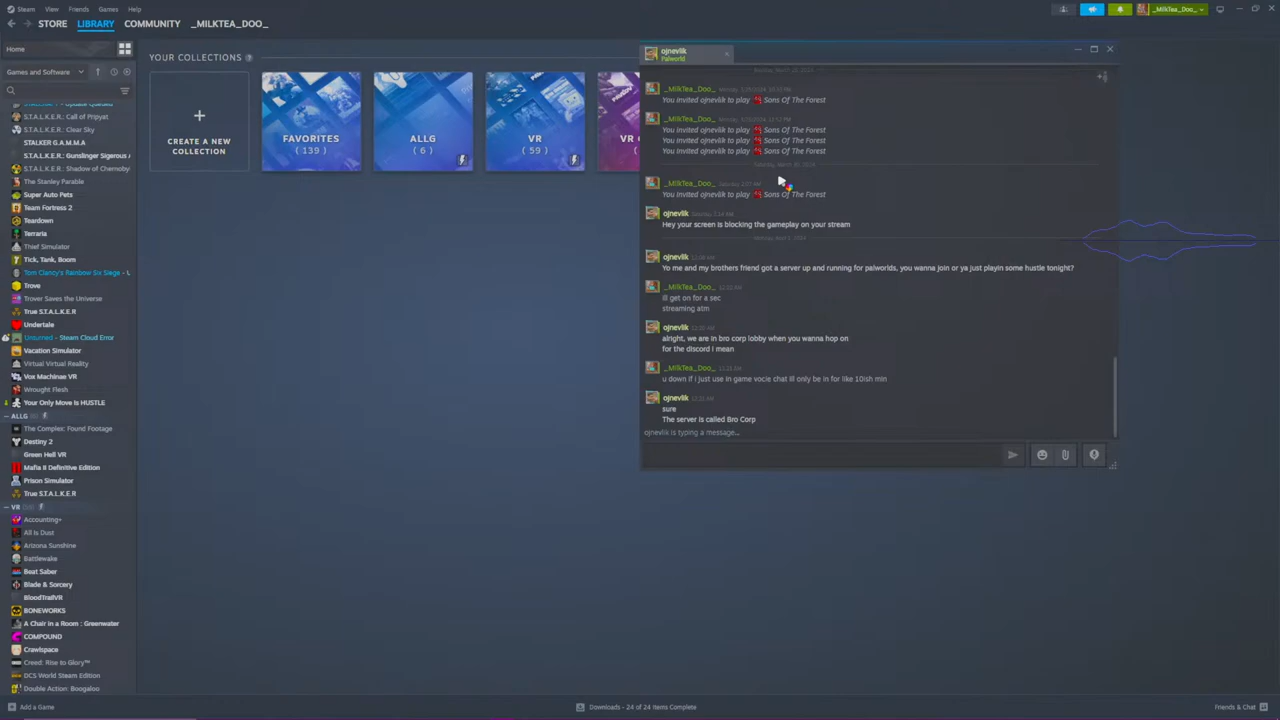 Steam View Friends Games Help
_MilkTea_Doo_
STORE LIBRARY COMMUNITY _MILKTEA_DOO_
Home
Games and Software
S.T.A.L.K.E.R.: Call of Pripyat
S.T.A.L.K.E.R.: Clear Sky
STALKER G.A.M.M.A
S.T.A.L.K.E.R.: Gunslinger Sigerous
S.T.A.L.K.E.R.: Shadow of Chernoby
The Stanley Parable
Super Auto Pets
Team Fortress 2
Teardown
Terraria
Thief Simulator
Tick, Tank, Boom
Tom Clancy's Rainbow Six Siege - U
Trove
Trover Saves the Universe
True S.T.A.L.K.E.R
Undertale
Unturned - Steam Cloud Error
Vacation Simulator
Virtual Virtual Reality
Vox Machinae VR
Wrought Flesh
Your Only Move Is HUSTLE
ALLG
The Complex: Found Footage
Destiny 2
Green Hell VR
Mafia II Definitive Edition
Prison Simulator
True S.T.A.L.K.E.R
VR
Accounting+
All Is Dust
Arizona Sunshine
Battlewake
Beat Saber
Blade & Sorcery
BloodTrailVR
BONEWORKS
A Chair in a Room : Greenwater
COMPOUND
Crawlspace
Creed: Rise to Glory™
DCS World Steam Edition
Double Action: Boogaloo
Add a Game
YOUR COLLECTIONS ?
+
CREATE A NEW
COLLECTION
FAVORITES
( 139 )
ALLG
( 6 )
VR
( 59 )
ojnevlik
Palworld
_MilkTea_Doo_
You invited ojnevlik to play Sons Of The Forest
_MilkTea_Doo_
You invited ojnevlik to play Sons Of The Forest
You invited ojnevlik to play Sons Of The Forest
You invited ojnevlik to play Sons Of The Forest
_MilkTea_Doo_
You invited ojnevlik to play Sons Of The Forest
ojnevlik
Hey your screen is blocking the gameplay on your stream
ojnevlik
Yo me and my brothers friend got a server up and running for palworlds, you wanna join or ya just playin some hustle tonight?
_MilkTea_Doo_
ill get on for a sec
streaming atm
ojnevlik
alright, we are in bro corp lobby when you wanna hop on
for the discord I mean
_MilkTea_Doo_
u down if i just use in game vocie chat ill only be in for like 10ish min
ojnevlik
sure
The server is called Bro Corp
ojnevlik is typing a message...
Downloads - 24 of 24 Items Complete
Friends & Chat